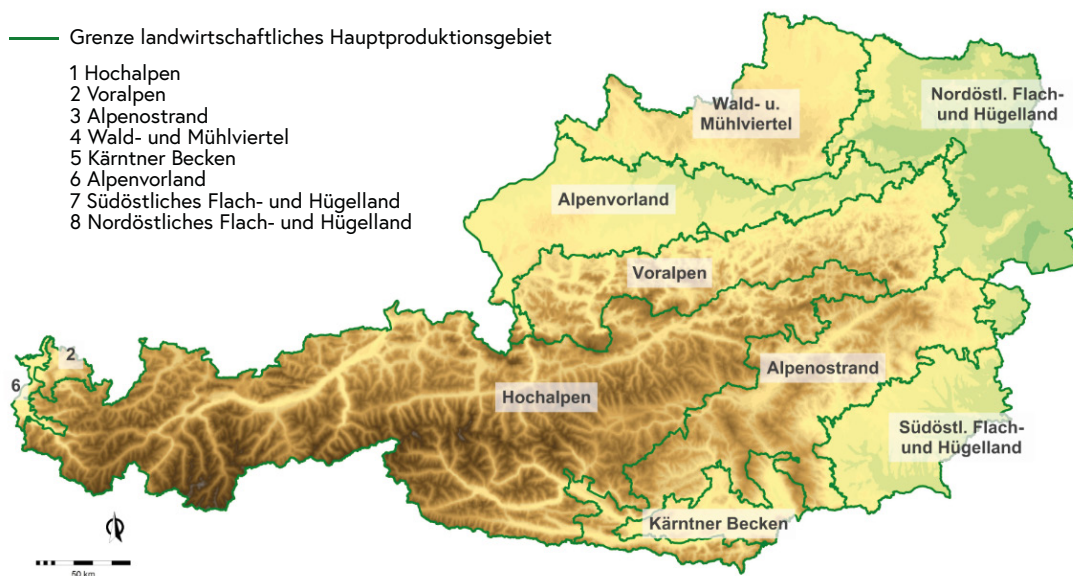 Grenze landwirtschaftliches Hauptproduktionsgebiet
1 Hochalpen
2 Voralpen
3 Alpenostrand
4 Wald- und Mühlviertel
5 Kärntner Becken
6 Alpenvorland
7 Südöstliches Flach- und Hügelland
8 Nordöstliches Flach- und Hügelland
Wald- u.
Mühlviertel
Nordöstl. Flach-
und Hügelland
Alpenvorland
Voralpen
2
6
Hochalpen
Alpenostrand
Südöstl. Flach-
und Hügelland
Kärntner Becken
50 km